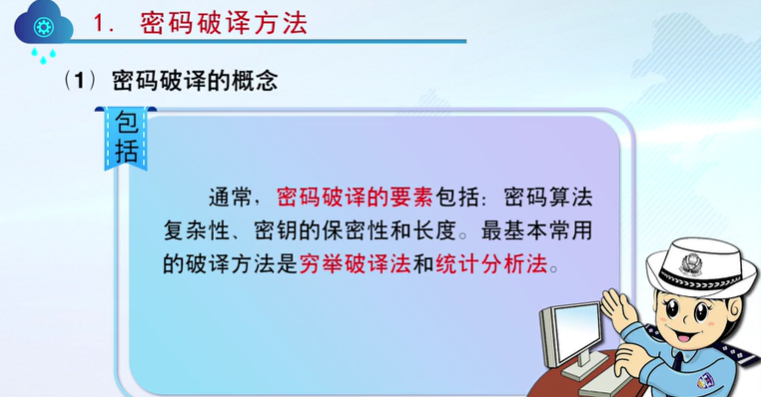 1. 密码破译方法
（1）密码破译的概念
包括
通常，密码破译的要素包括：密码算法
复杂性、密钥的保密性和长度。最基本常用
的破译方法是穷举破译法和统计分析法。